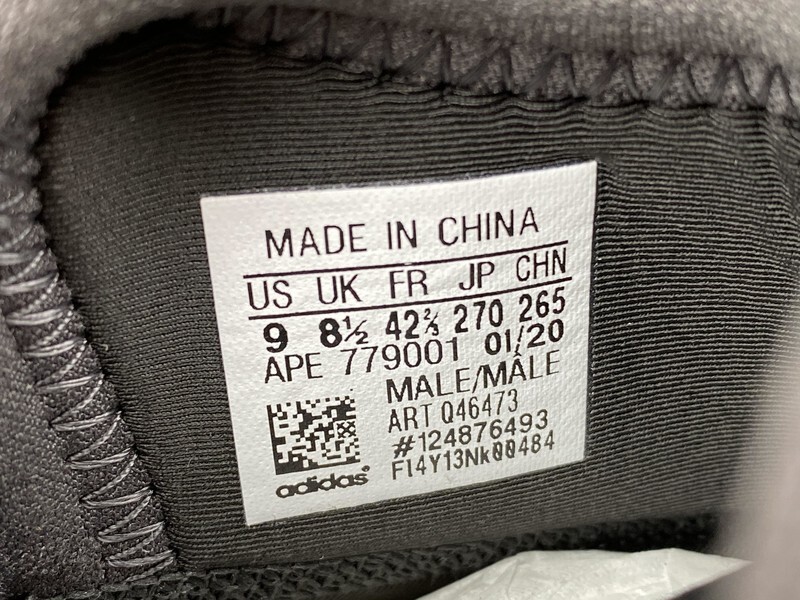 MADE IN CHINA
US UK FR JP CHN
9 8½ 42⅔ 270 265
APE 779001 01/20
MALE/MÂLE
ART Q46473
#124876493
FI4Y13Nk00484
adidas®